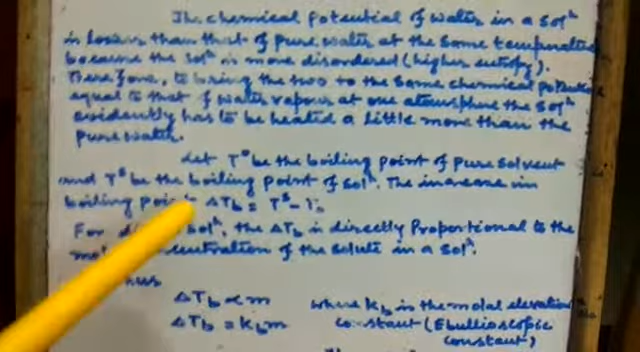 The chemical potential of water in a solⁿ
is lower than that of pure water at the same temperature
because the solⁿ is more disordered (higher entropy).
Therefore, to bring the two to the same chemical potential
equal to that of water vapour at one atmosphere the solⁿ
evidently has to be heated a little more than the
pure water.
Let T° be the boiling point of pure solvent
and Tˢ be the boiling point of solⁿ. The increase in
boiling point ΔTb = Tˢ - T°
For solⁿ, the ΔTb is directly proportional to the
of the solute in a solⁿ.
ΔTb ∝ m where kb is the molal elevation
ΔTb = kb m constant (Ebullioscopic
constant)